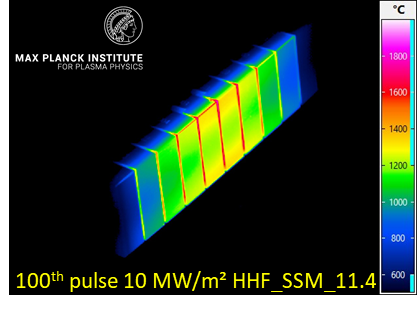 °C
MAX PLANCK INSTITUTE
FOR PLASMA PHYSICS
1800
1600
1400
1200
1000
800
600
100th pulse 10 MW/m² HHF_SSM_11.4